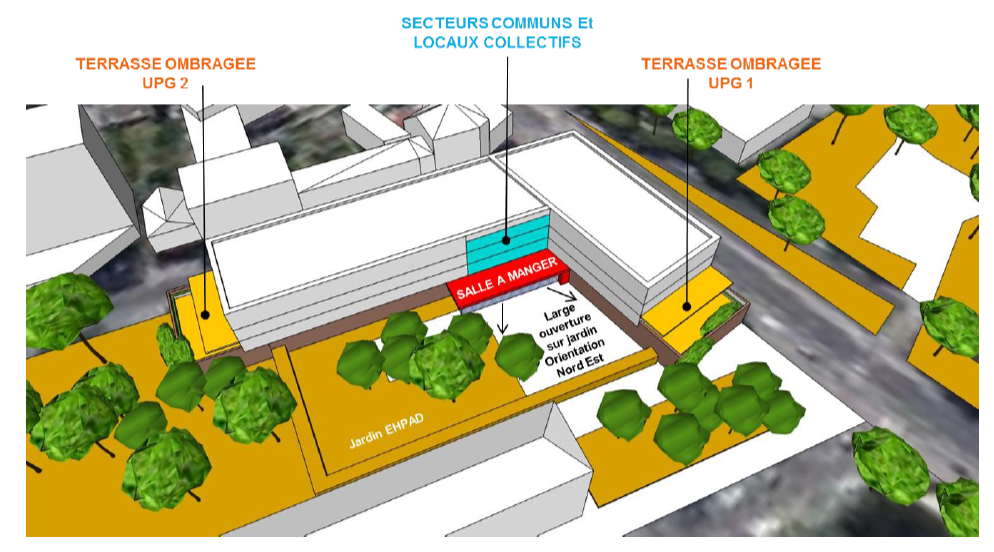 SECTEURS COMMUNS Et
LOCAUX COLLECTIFS
TERRASSE OMBRAGEE
UPG 2
TERRASSE OMBRAGEE
UPG 1
SALLE A MANGER
Large
ouverture
sur jardin
Orientation
Nord Est
Jardin EHPAD